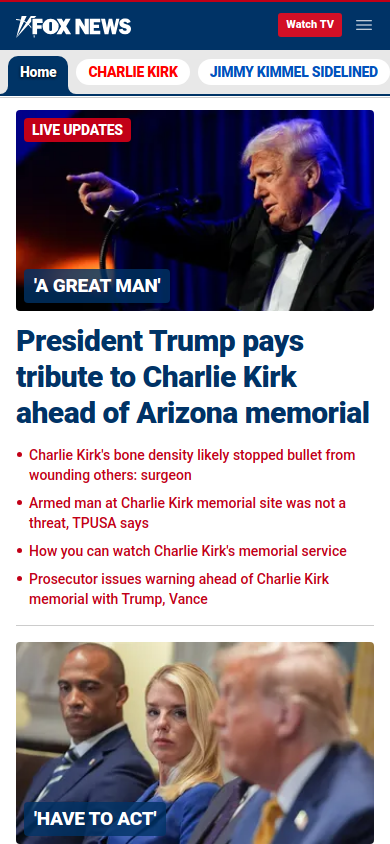 FOX NEWS
Watch TV
Home
CHARLIE KIRK
JIMMY KIMMEL SIDELINED
LIVE UPDATES
'A GREAT MAN'
President Trump pays
tribute to Charlie Kirk
ahead of Arizona memorial
Charlie Kirk's bone density likely stopped bullet from
wounding others: surgeon
Armed man at Charlie Kirk memorial site was not a
threat, TPUSA says
How you can watch Charlie Kirk's memorial service
Prosecutor issues warning ahead of Charlie Kirk
memorial with Trump, Vance
'HAVE TO ACT'